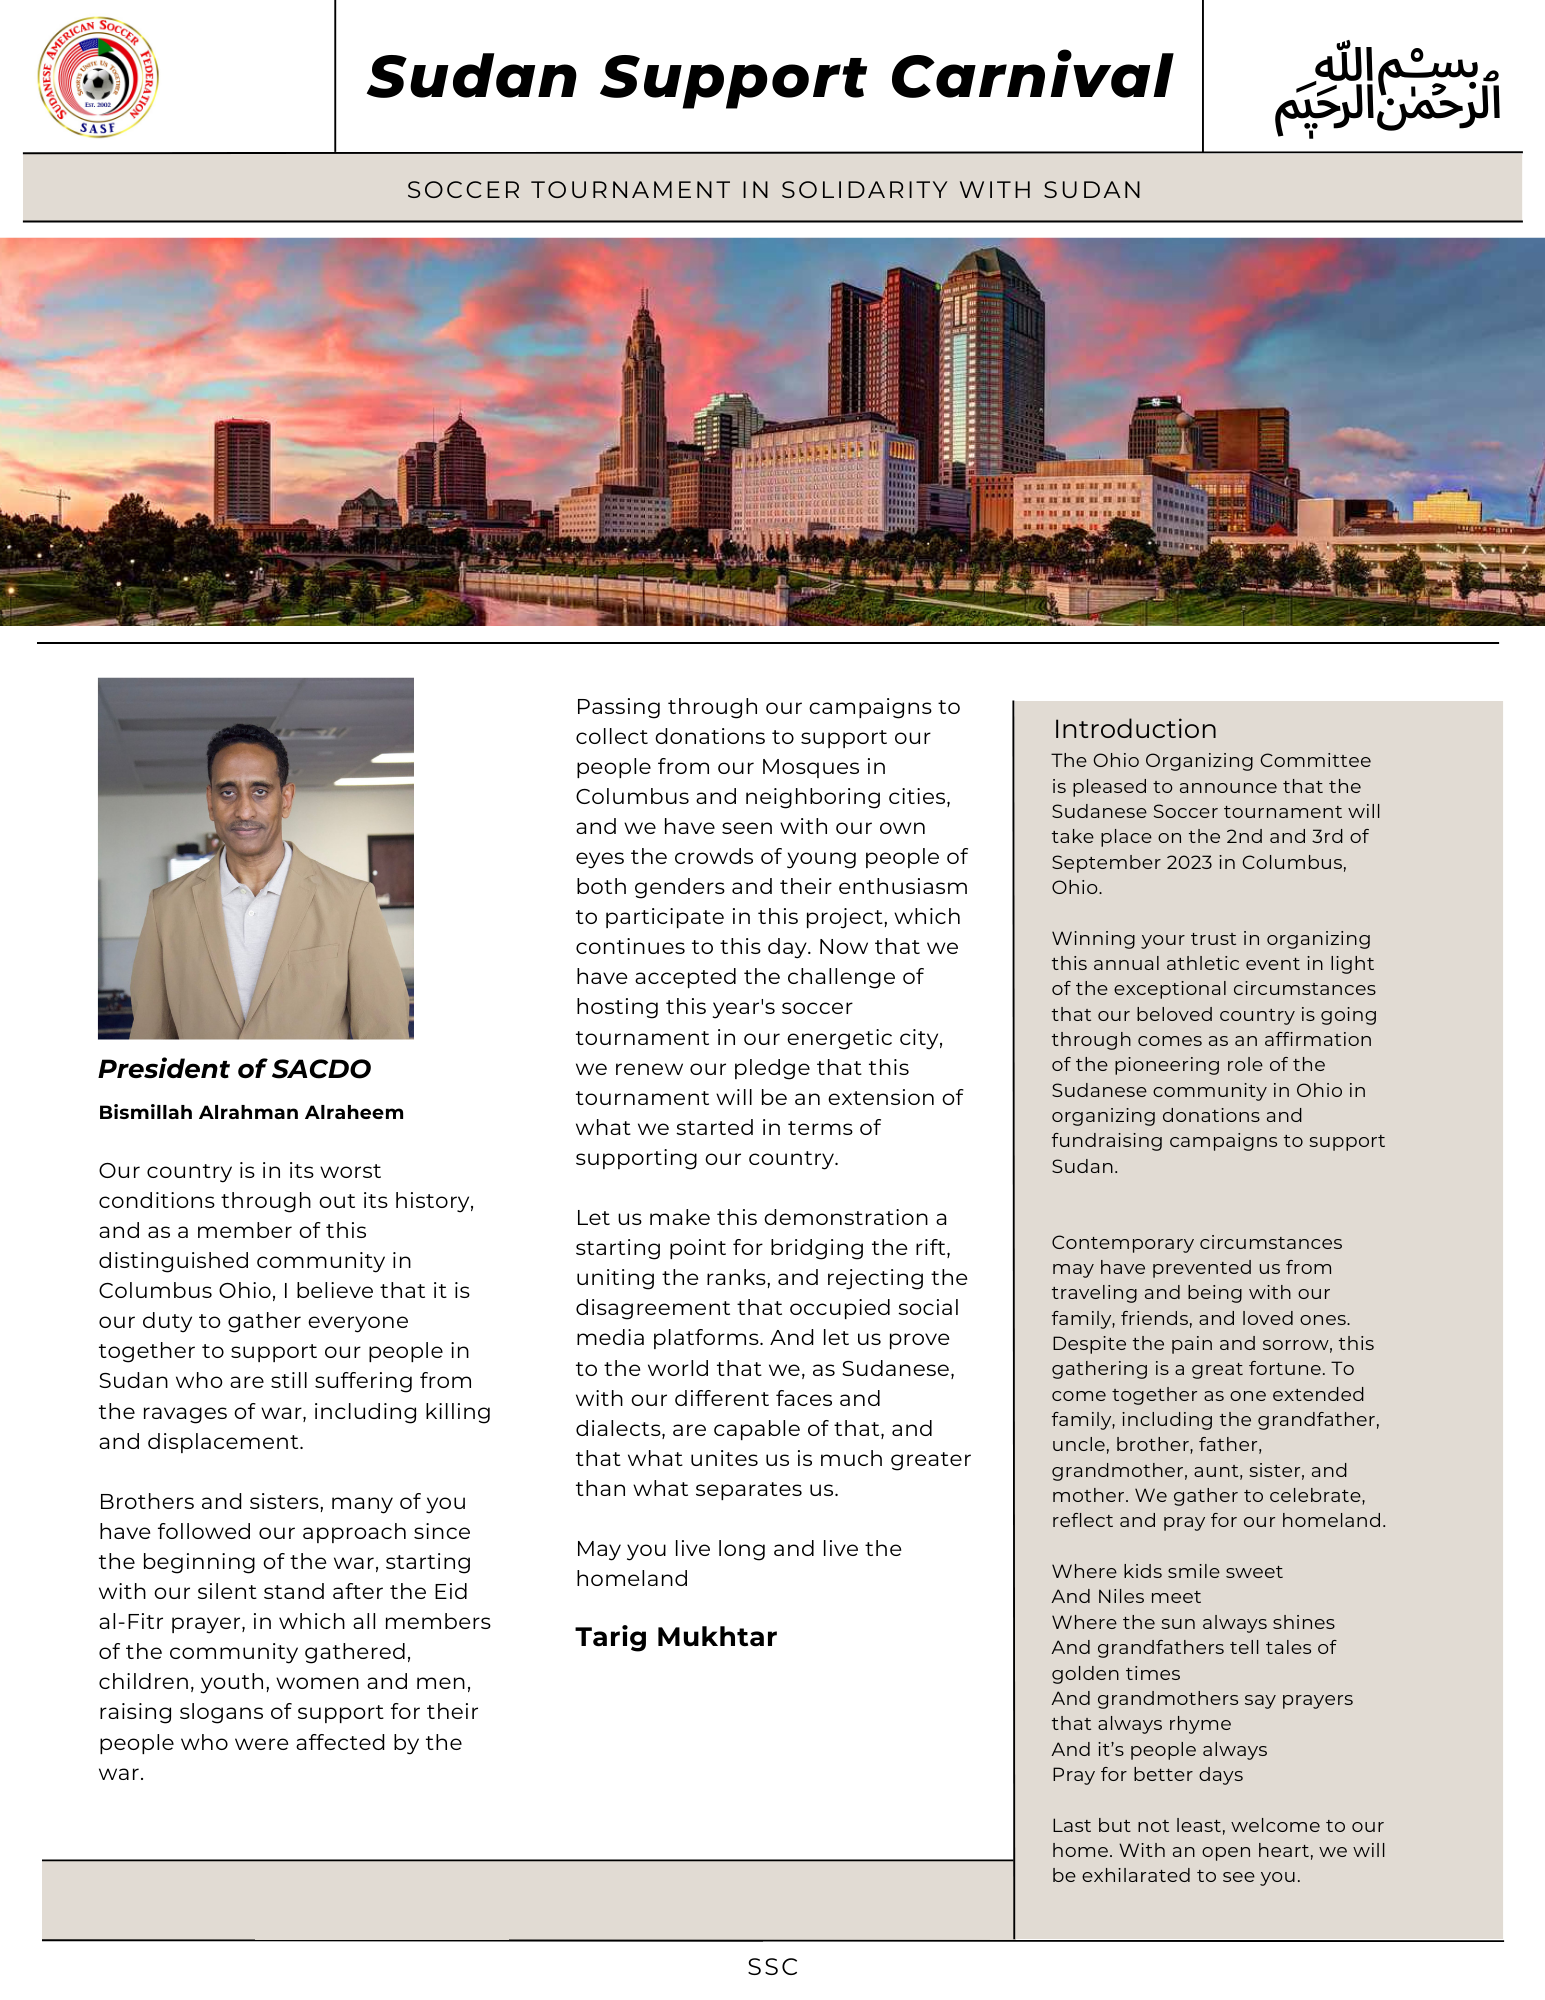 SUDANESE AMERICAN SOCCER FEDERATION
SPORTS UNITE US TOGETHER
EST. 2002
SASF
Sudan Support Carnival
بِسْمِ اللّٰه
الرَّحْمٰنِ الرَّحِيْمِ
SOCCER TOURNAMENT IN SOLIDARITY WITH SUDAN
President of SACDO
Bismillah Alrahman Alraheem
Our country is in its worst
conditions through out its history,
and as a member of this
distinguished community in
Columbus Ohio, I believe that it is
our duty to gather everyone
together to support our people in
Sudan who are still suffering from
the ravages of war, including killing
and displacement.
Brothers and sisters, many of you
have followed our approach since
the beginning of the war, starting
with our silent stand after the Eid
al-Fitr prayer, in which all members
of the community gathered,
children, youth, women and men,
raising slogans of support for their
people who were affected by the
war.
Passing through our campaigns to
collect donations to support our
people from our Mosques in
Columbus and neighboring cities,
and we have seen with our own
eyes the crowds of young people of
both genders and their enthusiasm
to participate in this project, which
continues to this day. Now that we
have accepted the challenge of
hosting this year's soccer
tournament in our energetic city,
we renew our pledge that this
tournament will be an extension of
what we started in terms of
supporting our country.
Let us make this demonstration a
starting point for bridging the rift,
uniting the ranks, and rejecting the
disagreement that occupied social
media platforms. And let us prove
to the world that we, as Sudanese,
with our different faces and
dialects, are capable of that, and
that what unites us is much greater
than what separates us.
May you live long and live the
homeland
Tarig Mukhtar
Introduction
The Ohio Organizing Committee
is pleased to announce that the
Sudanese Soccer tournament will
take place on the 2nd and 3rd of
September 2023 in Columbus,
Ohio.
Winning your trust in organizing
this annual athletic event in light
of the exceptional circumstances
that our beloved country is going
through comes as an affirmation
of the pioneering role of the
Sudanese community in Ohio in
organizing donations and
fundraising campaigns to support
Sudan.
Contemporary circumstances
may have prevented us from
traveling and being with our
family, friends, and loved ones.
Despite the pain and sorrow, this
gathering is a great fortune. To
come together as one extended
family, including the grandfather,
uncle, brother, father,
grandmother, aunt, sister, and
mother. We gather to celebrate,
reflect and pray for our homeland.
Where kids smile sweet
And Niles meet
Where the sun always shines
And grandfathers tell tales of
golden times
And grandmothers say prayers
that always rhyme
And it’s people always
Pray for better days
Last but not least, welcome to our
home. With an open heart, we will
be exhilarated to see you.
SSC